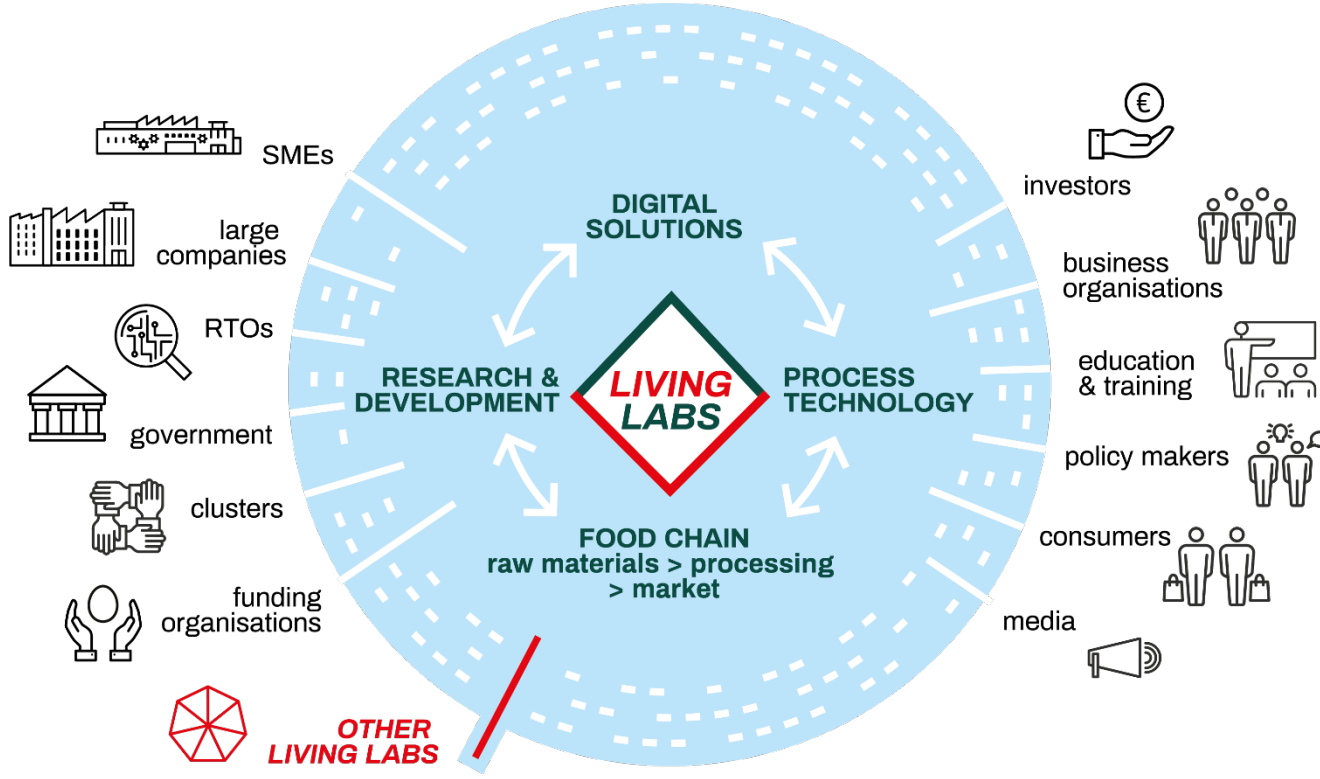 SMEs
large
companies
RTOs
government
clusters
funding
organisations
OTHER
LIVING LABS
DIGITAL
SOLUTIONS
RESEARCH &
DEVELOPMENT
LIVING
LABS
PROCESS
TECHNOLOGY
FOOD CHAIN
raw materials > processing
> market
€
investors
business
organisations
education
& training
policy makers
consumers
media